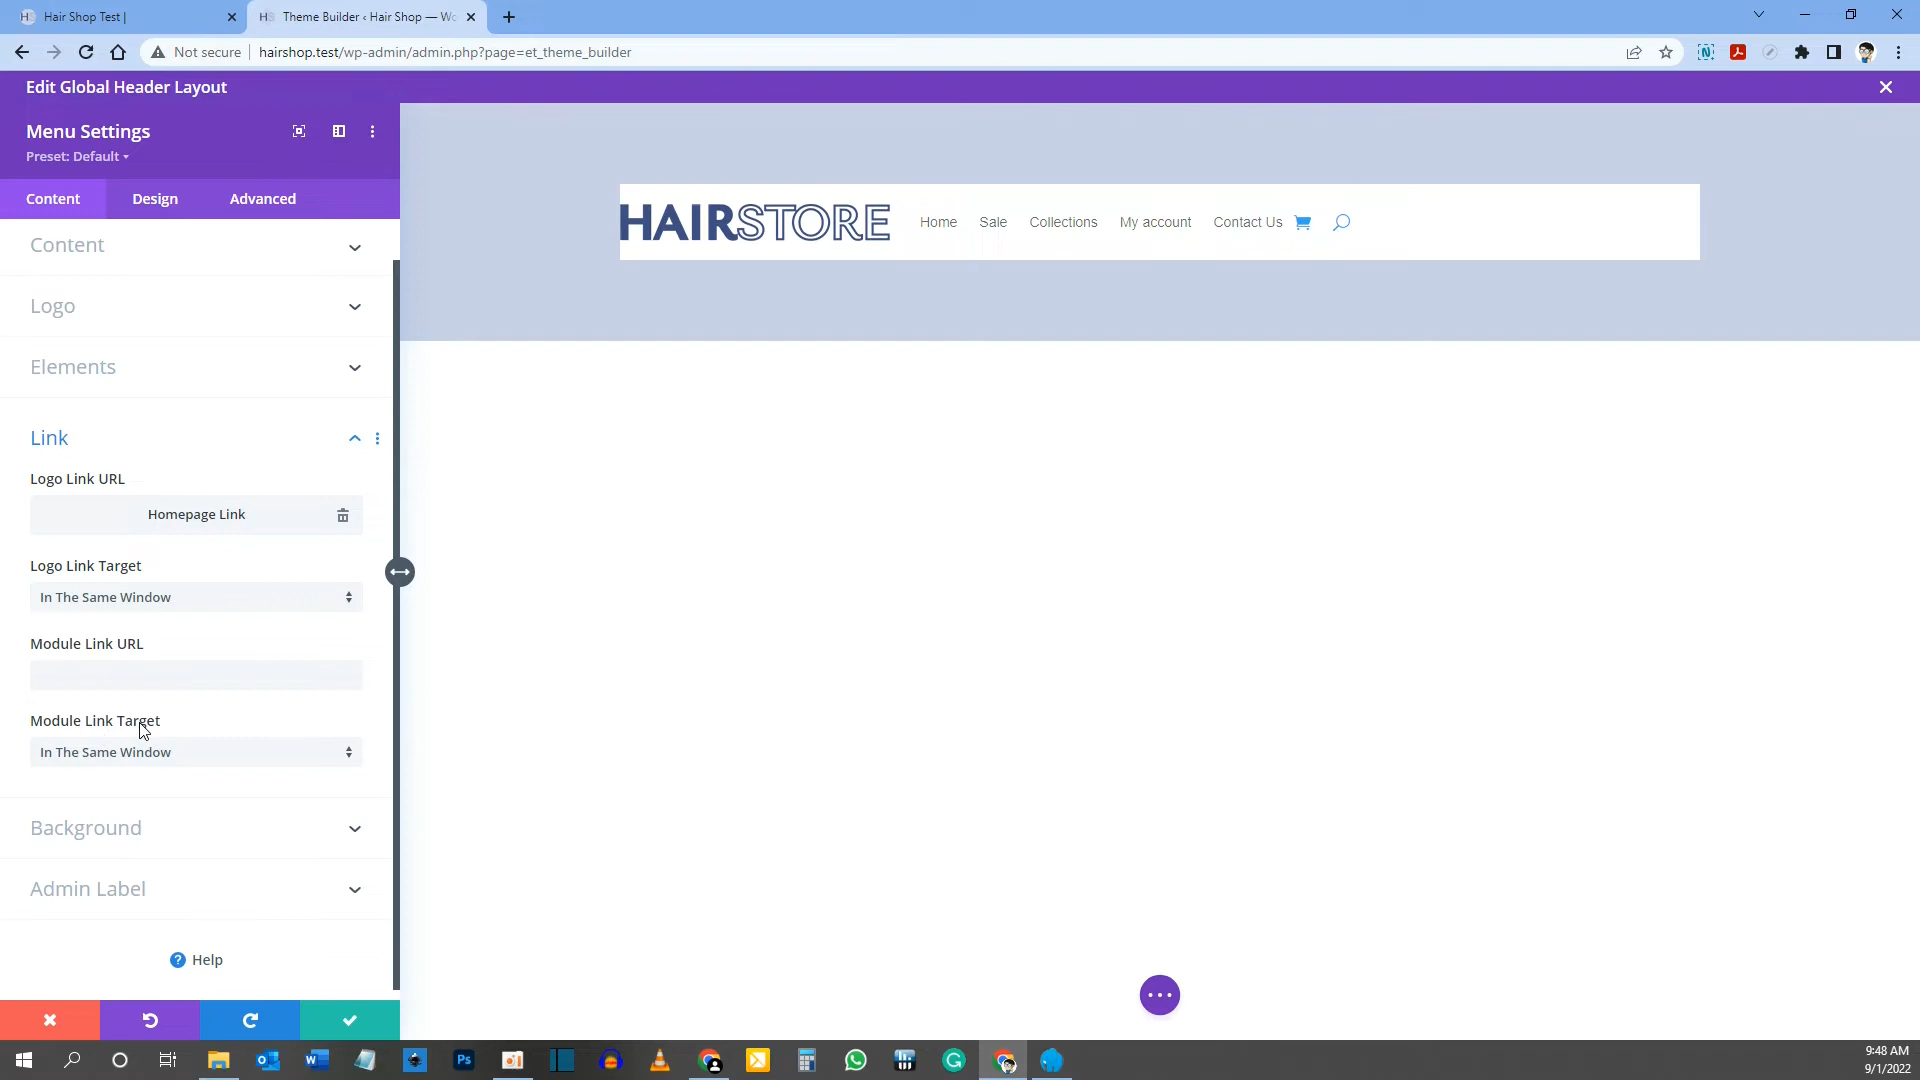 Hair Shop Test |
Theme Builder ‹ Hair Shop — Wo
Not secure
hairshop.test/wp-admin/admin.php?page=et_theme_builder
Edit Global Header Layout
Menu Settings
Preset: Default
Content Design Advanced
HAIRSTORE
Home Sale Collections My account Contact Us
Content
Logo
Elements
Link
Logo Link URL
Homepage Link
Logo Link Target
In The Same Window
Module Link URL
Module Link Target
In The Same Window
Background
Admin Label
Help
9:48 AM
9/1/2022